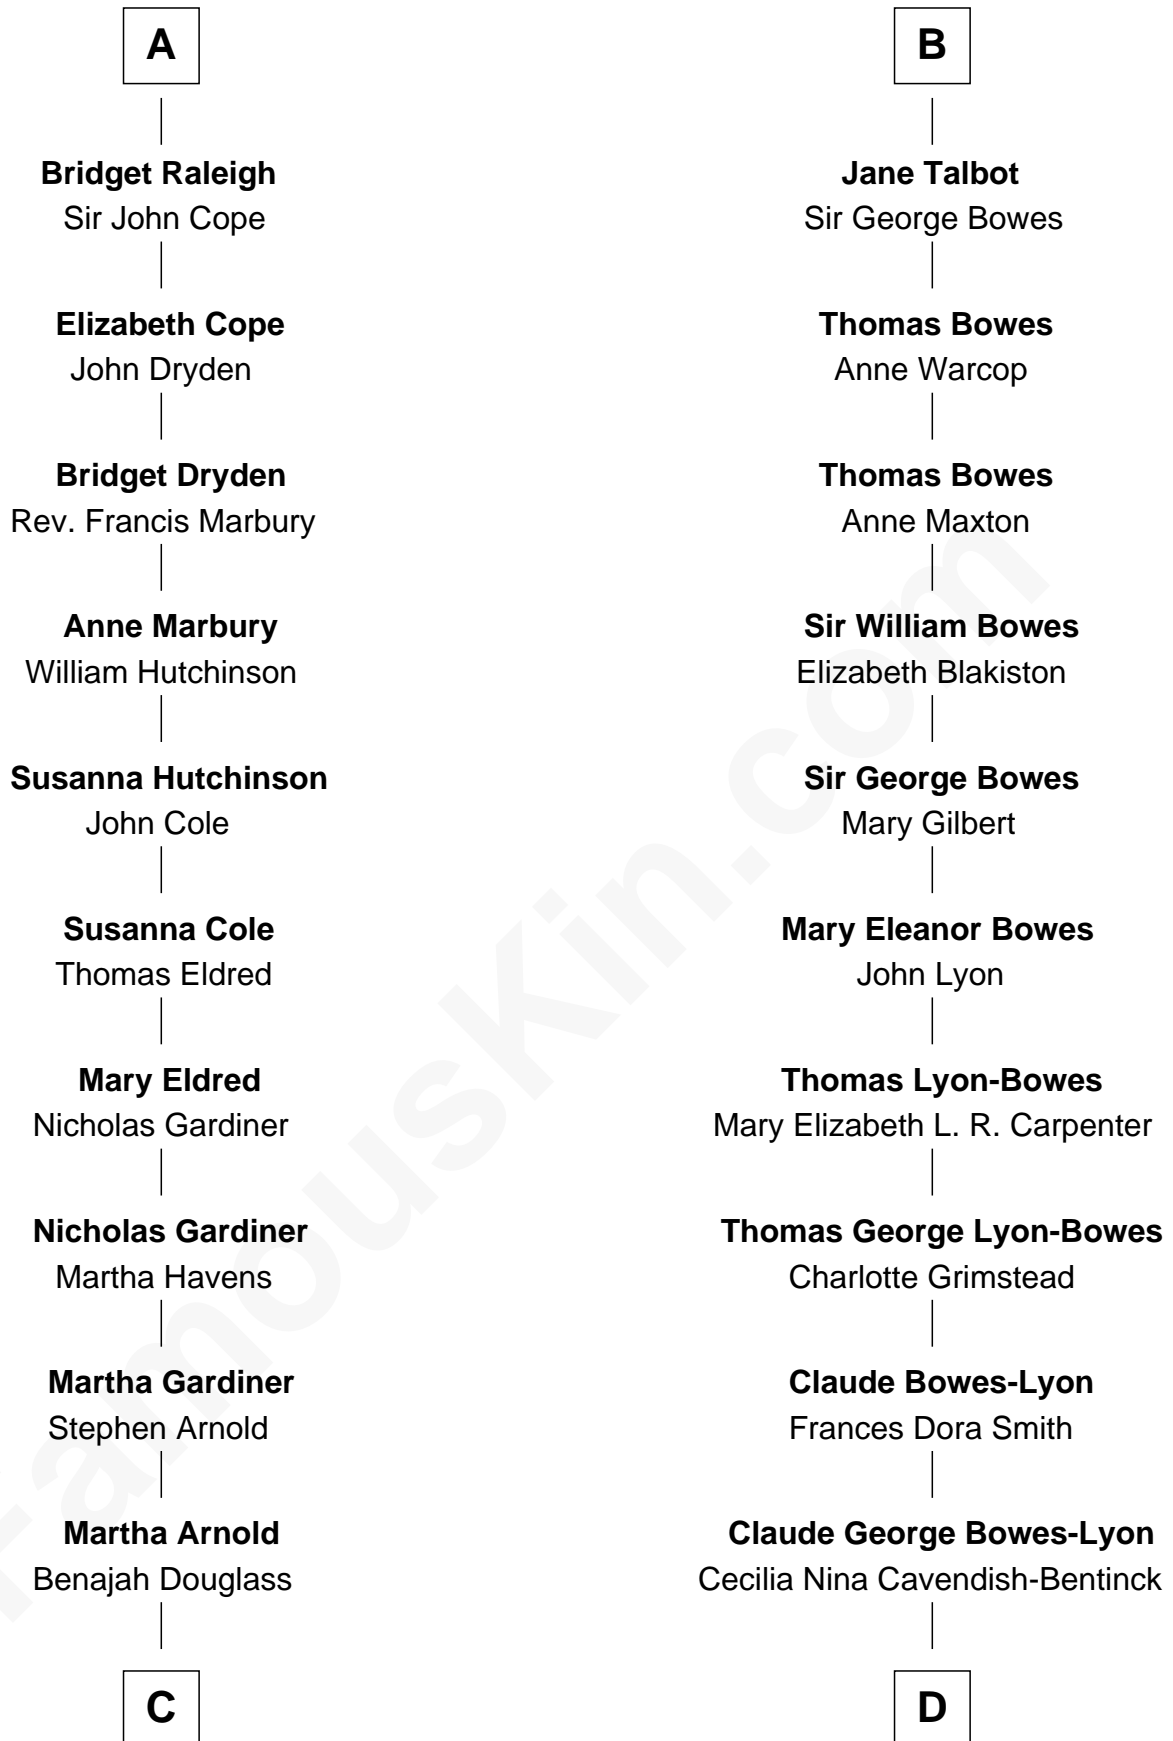 A
Bridget Raleigh
Sir John Cope
Elizabeth Cope
John Dryden
Bridget Dryden
Rev. Francis Marbury
Anne Marbury
William Hutchinson
Susanna Hutchinson
John Cole
Susanna Cole
Thomas Eldred
Mary Eldred
Nicholas Gardiner
Nicholas Gardiner
Martha Havens
Martha Gardiner
Stephen Arnold
Martha Arnold
Benajah Douglass
C
B
Jane Talbot
Sir George Bowes
Thomas Bowes
Anne Warcop
Thomas Bowes
Anne Maxton
Sir William Bowes
Elizabeth Blakiston
Sir George Bowes
Mary Gilbert
Mary Eleanor Bowes
John Lyon
Thomas Lyon-Bowes
Mary Elizabeth L. R. Carpenter
Thomas George Lyon-Bowes
Charlotte Grimstead
Claude Bowes-Lyon
Frances Dora Smith
Claude George Bowes-Lyon
Cecilia Nina Cavendish-Bentinck
D
FamousKin.com